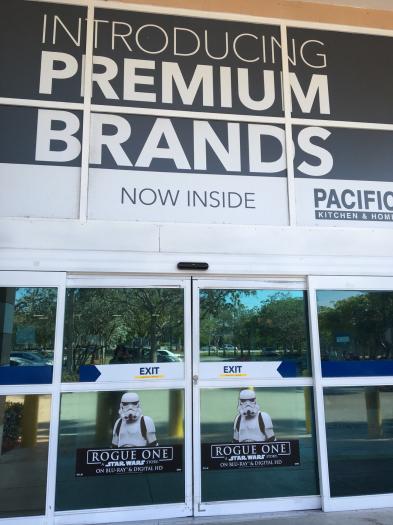 INTRODUCING
PREMIUM
BRANDS
NOW INSIDE
PACIFIC
KITCHEN & HOME
EXIT
EXIT
ROGUE ONE
A STAR WARS STORY
ON BLU-RAY & DIGITAL HD
ROGUE ONE
A STAR WARS STORY
ON BLU-RAY & DIGITAL HD